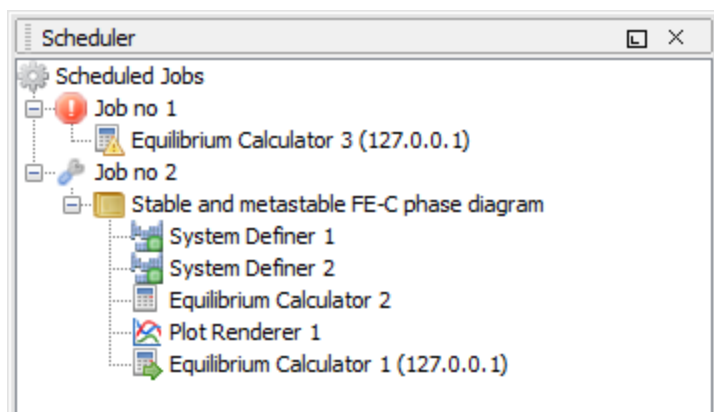 Scheduler
Scheduled Jobs
Job no 1
Equilibrium Calculator 3 (127.0.0.1)
Job no 2
Stable and metastable FE-C phase diagram
System Definer 1
System Definer 2
Equilibrium Calculator 2
Plot Renderer 1
Equilibrium Calculator 1 (127.0.0.1)